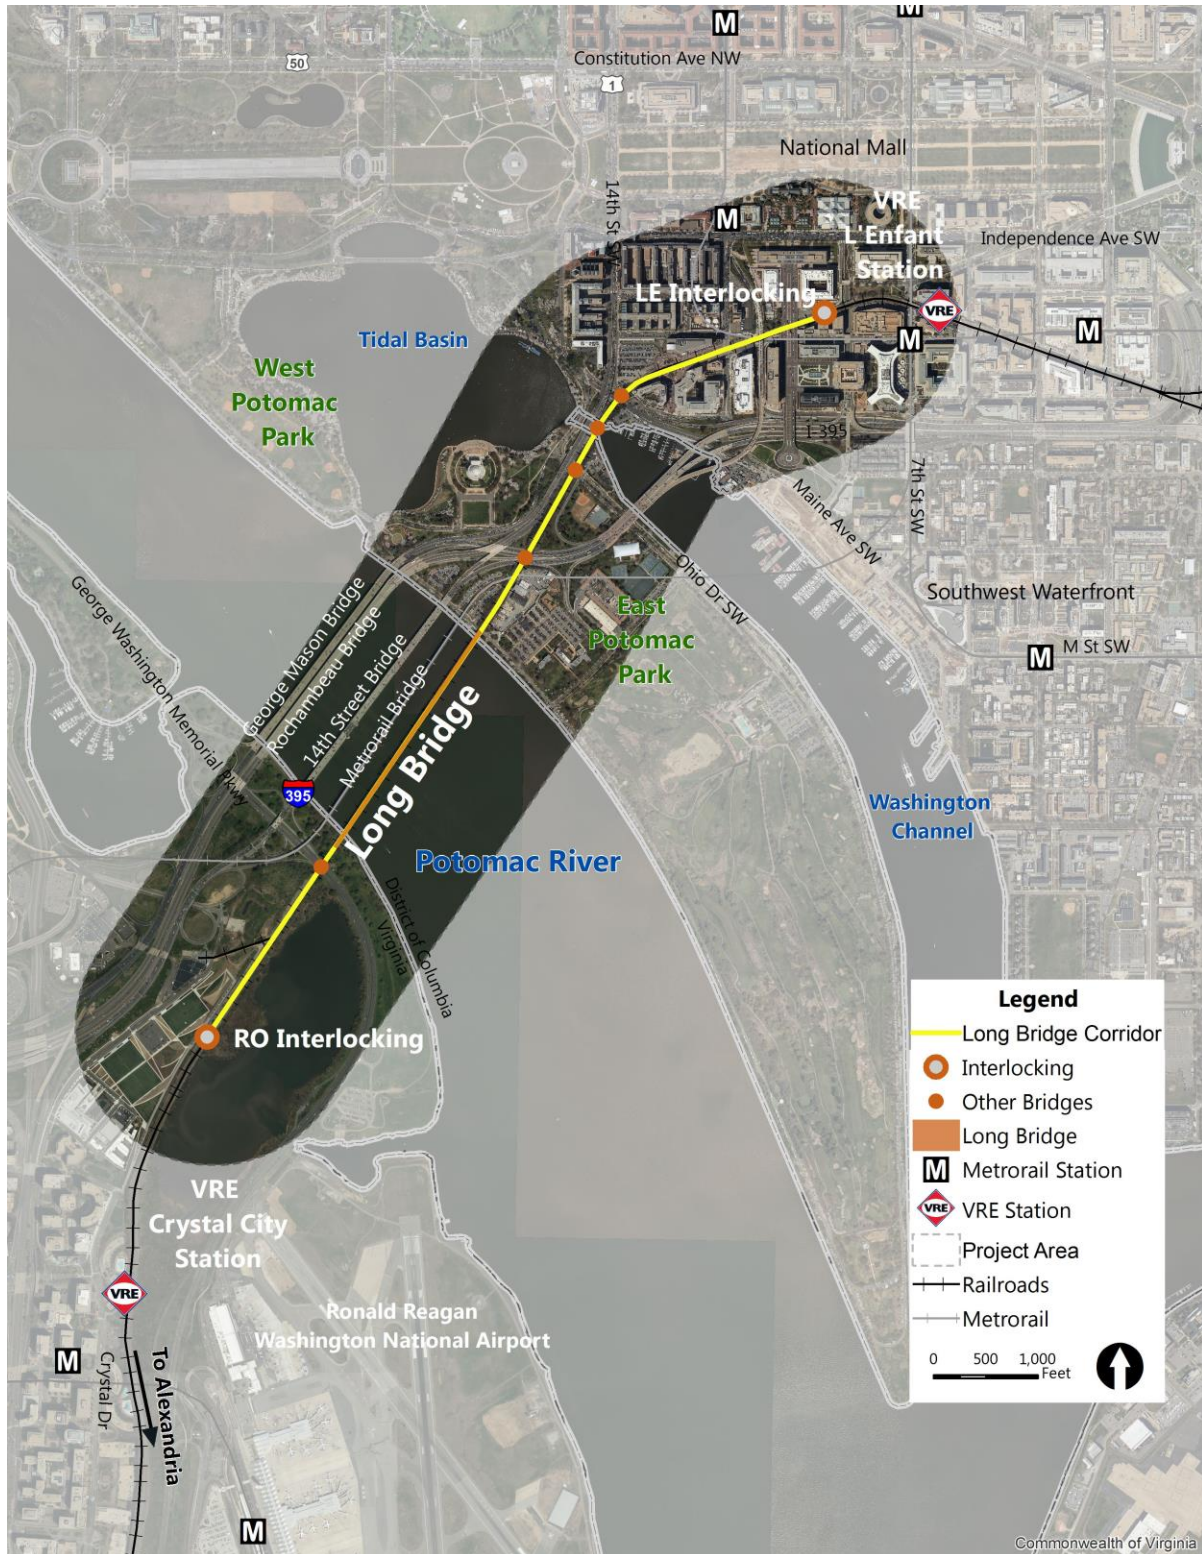 M
M
50
Constitution Ave NW
1
National Mall
14th St S
M
VRE
L'Enfant
Station
Independence Ave SW
LE Interlocking
VRE
M
M
Tidal Basin
West
Potomac
Park
I-395
7th St SW
Maine Ave SW
Ohio Dr SW
East
Potomac
Park
Southwest Waterfront
M St SW
M
George Washington Memorial Pkwy
George Mason Bridge
Rochambeau Bridge
14th Street Bridge
Metrorail Bridge
Long Bridge
395
Washington
Channel
Potomac River
District of Columbia
Virginia
RO Interlocking
VRE
Crystal City
Station
VRE
Ronald Reagan
Washington National Airport
M
Crystal Dr
To Alexandria
M
Legend
Long Bridge Corridor
Interlocking
Other Bridges
Long Bridge
M Metrorail Station
VRE VRE Station
Project Area
Railroads
Metrorail
0 500 1,000
Feet
Commonwealth of Virginia